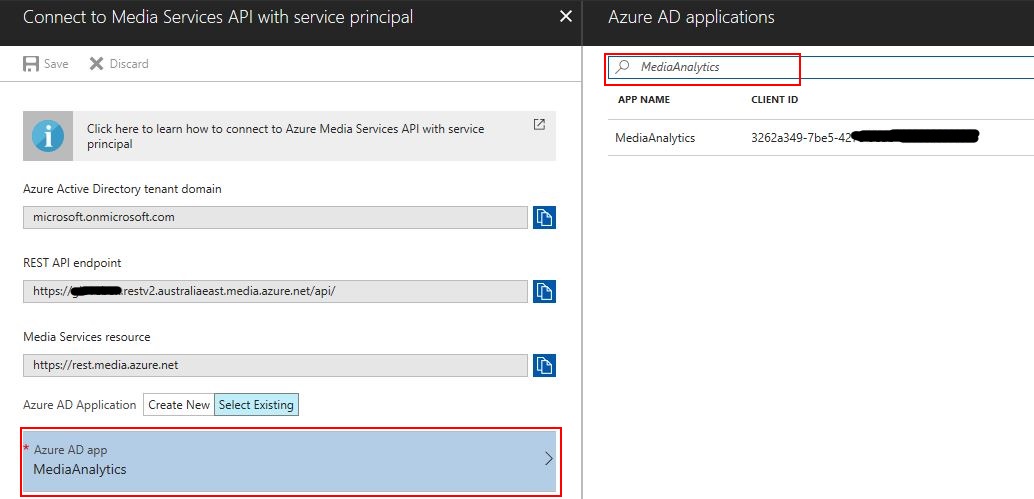 Connect to Media Services API with service principal
Save
Discard
Click here to learn how to connect to Azure Media Services API with service
principal
Azure Active Directory tenant domain
microsoft.onmicrosoft.com
REST API endpoint
https://
.restv2.australiaeast.media.azure.net/api/
Media Services resource
https://rest.media.azure.net
Azure AD Application
Create New
Select Existing
* Azure AD app
MediaAnalytics
Azure AD applications
MediaAnalytics
APP NAME
CLIENT ID
MediaAnalytics
3262a349-7be5-42